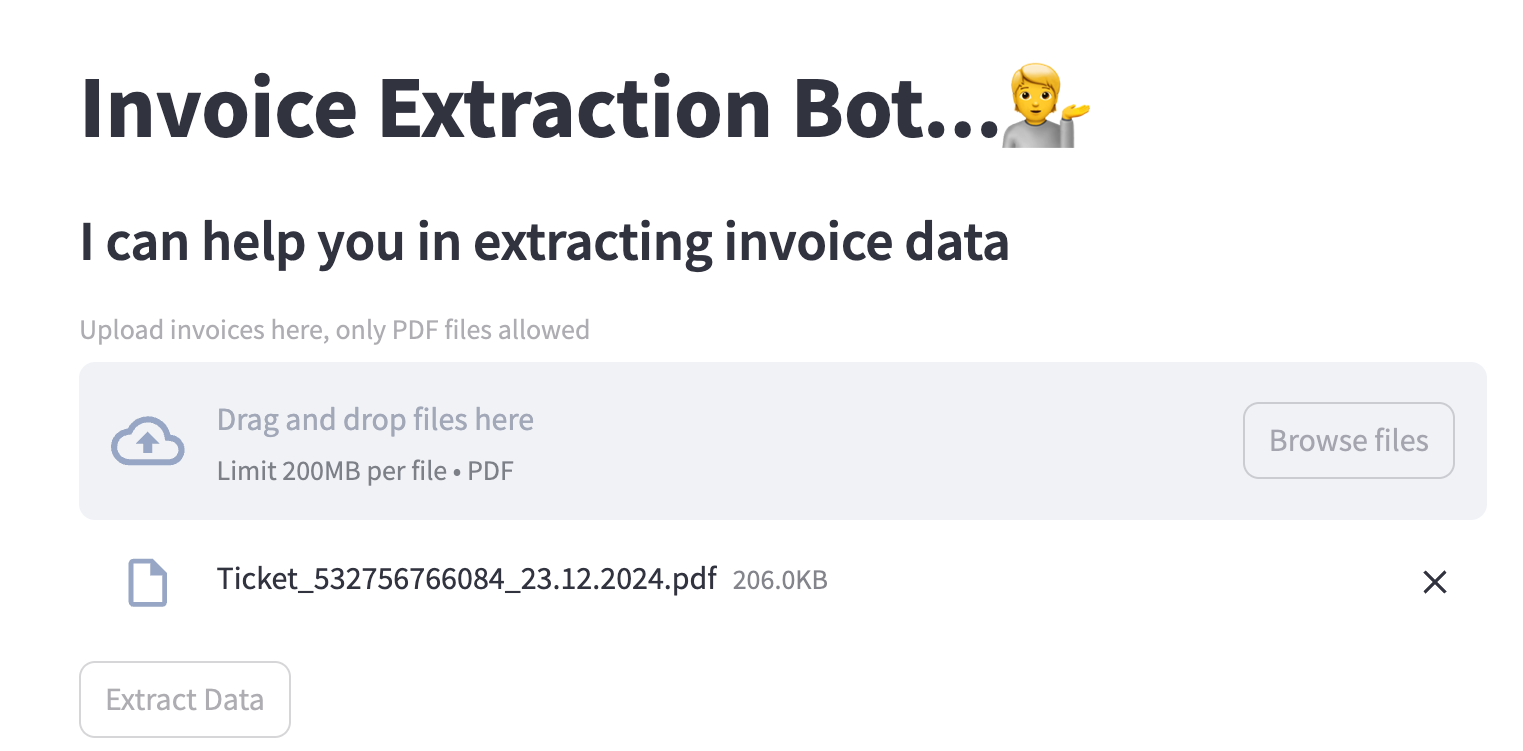 Invoice Extraction Bot...💁
I can help you in extracting invoice data
Upload invoices here, only PDF files allowed
Drag and drop files here
Limit 200MB per file • PDF
Browse files
Ticket_532756766084_23.12.2024.pdf 206.0KB
Extract Data